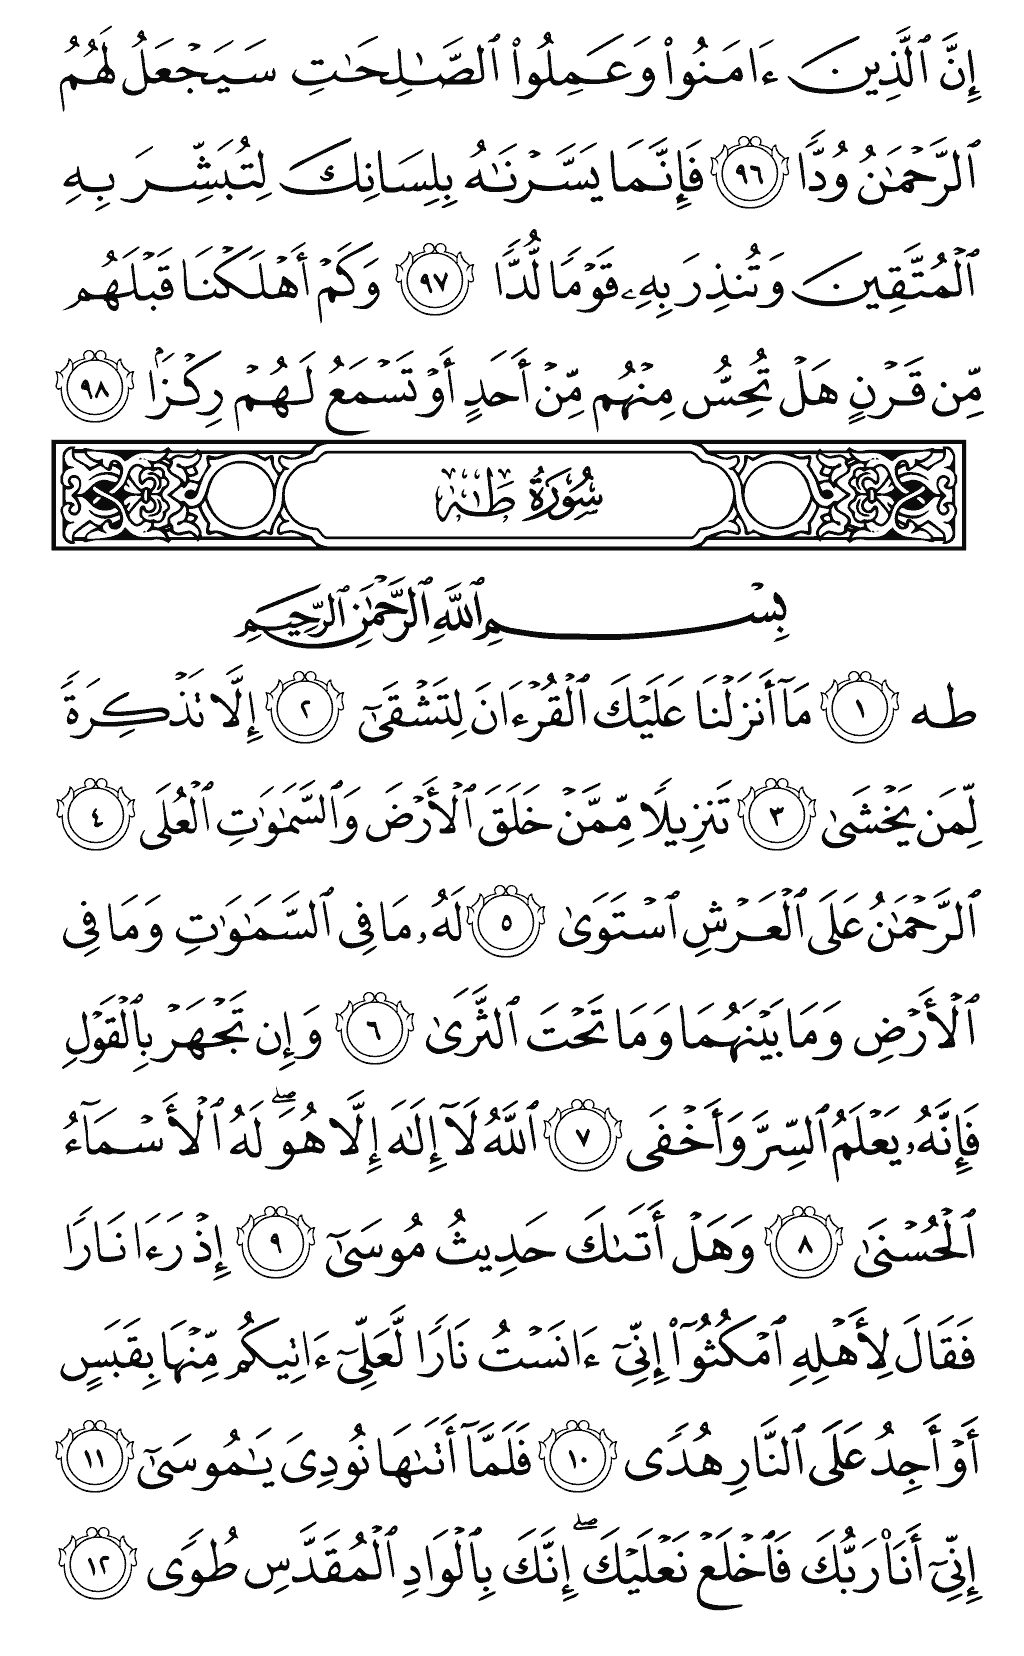 إِنَّ ٱلَّذِينَ ءَامَنُوا۟ وَعَمِلُوا۟ ٱلصَّـٰلِحَـٰتِ سَيَجْعَلُ لَهُمُ
ٱلرَّحْمَـٰنُ وُدًّا ٩٦ فَإِنَّمَا يَسَّرْنَـٰهُ بِلِسَانِكَ لِتُبَشِّرَ بِهِ
ٱلْمُتَّقِينَ وَتُنذِرَ بِهِۦ قَوْمًا لُّدًّا ٩٧ وَكَمْ أَهْلَكْنَا قَبْلَهُم
مِّن قَرْنٍ هَلْ تُحِسُّ مِنْهُم مِّنْ أَحَدٍ أَوْ تَسْمَعُ لَهُمْ رِكْزًۢا ٩٨
سُورَةُ طٰهٰ
بِسْمِ ٱللَّهِ ٱلرَّحْمَـٰنِ ٱلرَّحِيمِ
طه ١ مَآ أَنزَلْنَا عَلَيْكَ ٱلْقُرْءَانَ لِتَشْقَىٰٓ ٢ إِلَّا تَذْكِرَةً
لِّمَن يَخْشَىٰ ٣ تَنزِيلًا مِّمَّنْ خَلَقَ ٱلْأَرْضَ وَٱلسَّمَـٰوَٰتِ ٱلْعُلَى ٤
ٱلرَّحْمَـٰنُ عَلَى ٱلْعَرْشِ ٱسْتَوَىٰ ٥ لَهُۥ مَا فِى ٱلسَّمَـٰوَٰتِ وَمَا فِى
ٱلْأَرْضِ وَمَا بَيْنَهُمَا وَمَا تَحْتَ ٱلثَّرَىٰ ٦ وَإِن تَجْهَرْ بِٱلْقَوْلِ
فَإِنَّهُۥ يَعْلَمُ ٱلسِّرَّ وَأَخْفَى ٧ ٱللَّهُ لَآ إِلَـٰهَ إِلَّا هُوَ ۖ لَهُ ٱلْأَسْمَآءُ
ٱلْحُسْنَىٰ ٨ وَهَلْ أَتَىٰكَ حَدِيثُ مُوسَىٰٓ ٩ إِذْ رَءَا نَارًا
فَقَالَ لِأَهْلِهِ ٱمْكُثُوٓا۟ إِنِّىٓ ءَانَسْتُ نَارًا لَّعَلِّىٓ ءَاتِيكُم مِّنْهَا بِقَبَسٍ
أَوْ أَجِدُ عَلَى ٱلنَّارِ هُدًى ١٠ فَلَمَّآ أَتَىٰهَا نُودِىَ يَـٰمُوسَىٰٓ ١١
إِنِّىٓ أَنَا۠ رَبُّكَ فَٱخْلَعْ نَعْلَيْكَ ۖ إِنَّكَ بِٱلْوَادِ ٱلْمُقَدَّسِ طُوًى ١٢